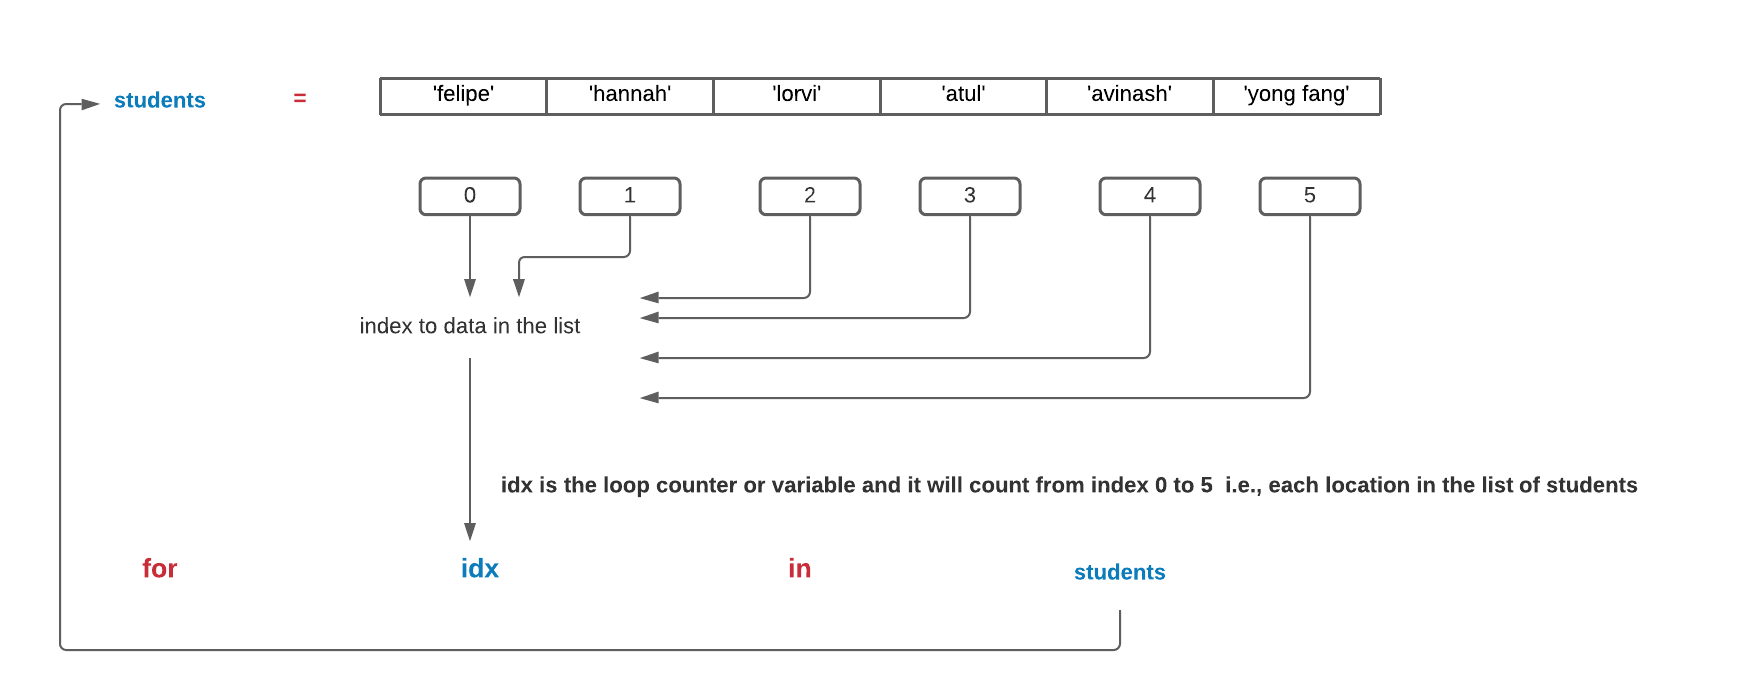 students = 'felipe' 'hannah' 'lorvi' 'atul' 'avinash' 'yong fang'
0 1 2 3 4 5
index to data in the list
idx is the loop counter or variable and it will count from index 0 to 5  i.e., each location in the list of students
for idx in students